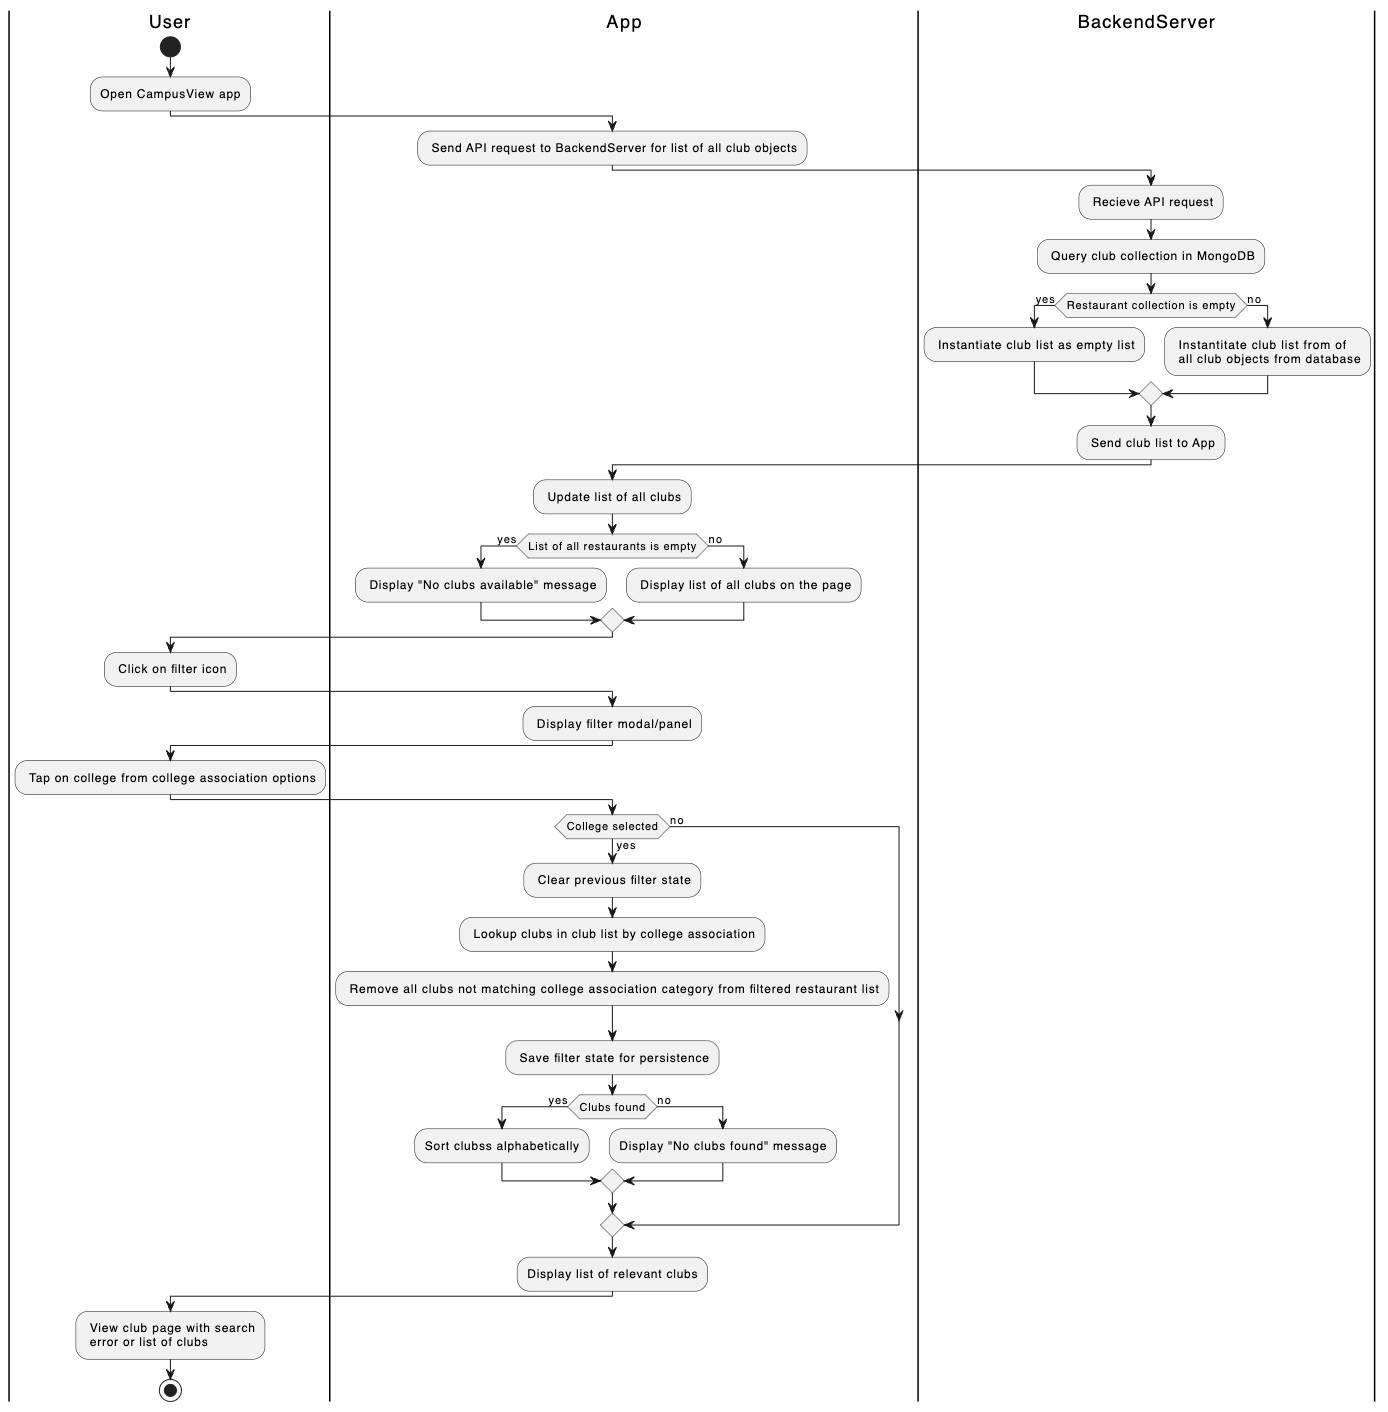 User
App
BackendServer
Open CampusView app
Send API request to BackendServer for list of all club objects
Recieve API request
Query club collection in MongoDB
yes
Restaurant collection is empty
no
Instantiate club list as empty list
Instantitate club list from of
all club objects from database
Send club list to App
Update list of all clubs
yes
List of all restaurants is empty
no
Display "No clubs available" message
Display list of all clubs on the page
Click on filter icon
Display filter modal/panel
Tap on college from college association options
College selected
no
yes
Clear previous filter state
Lookup clubs in club list by college association
Remove all clubs not matching college association category from filtered restaurant list
Save filter state for persistence
yes
Clubs found
no
Sort clubss alphabetically
Display "No clubs found" message
Display list of relevant clubs
View club page with search
error or list of clubs